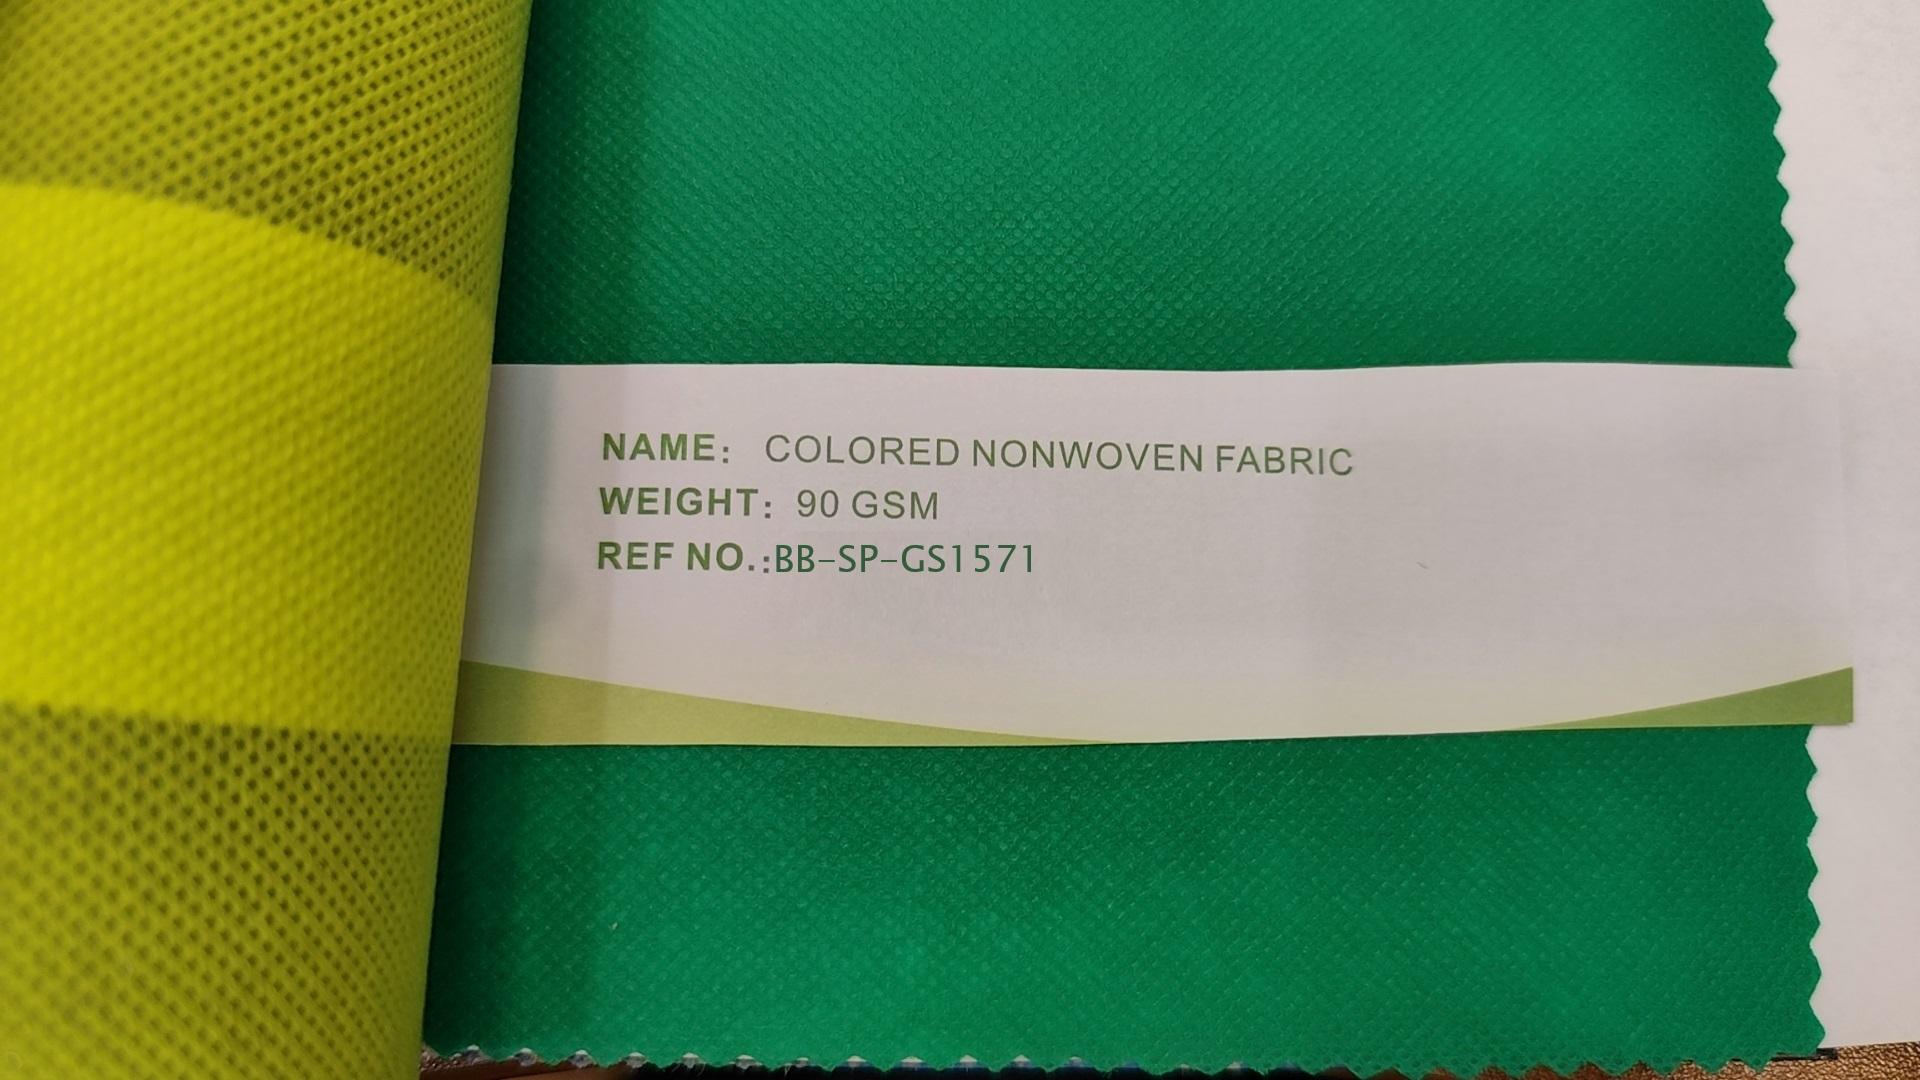 NAME: COLORED NONWOVEN FABRIC
WEIGHT: 90 GSM
REF NO.:BB-SP-GS1571